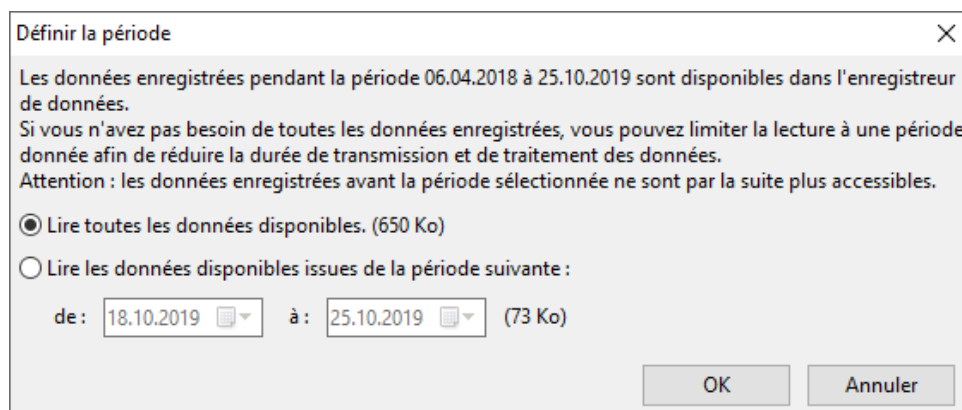 Définir la période
Les données enregistrées pendant la période 06.04.2018 à 25.10.2019 sont disponibles dans l'enregistreur
de données.
Si vous n'avez pas besoin de toutes les données enregistrées, vous pouvez limiter la lecture à une période
donnée afin de réduire la durée de transmission et de traitement des données.
Attention : les données enregistrées avant la période sélectionnée ne sont par la suite plus accessibles.
Lire toutes les données disponibles. (650 Ko)
Lire les données disponibles issues de la période suivante :
de : 18.10.2019 à : 25.10.2019 (73 Ko)
OK Annuler